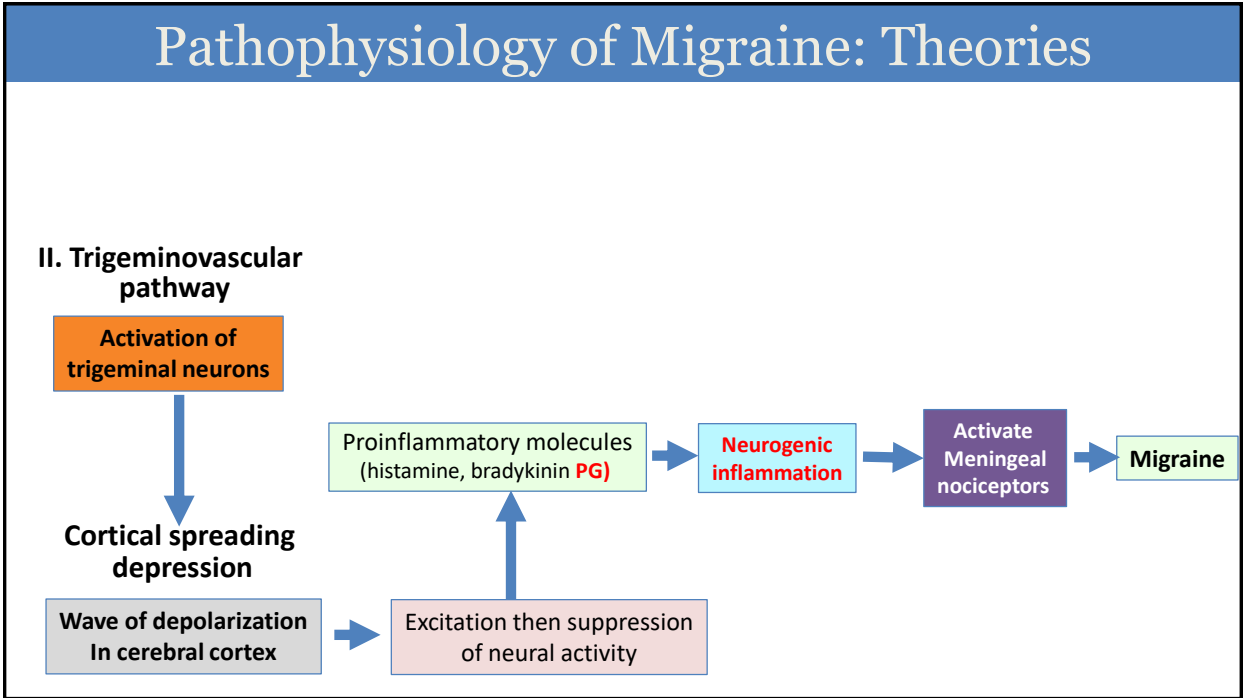 Pathophysiology of Migraine: Theories
II. Trigeminovascular
pathway
Activation of
trigeminal neurons
Cortical spreading
depression
Wave of depolarization
In cerebral cortex
Excitation then suppression
of neural activity
Proinflammatory molecules
(histamine, bradykinin PG)
Neurogenic
inflammation
Activate
Meningeal
nociceptors
Migraine